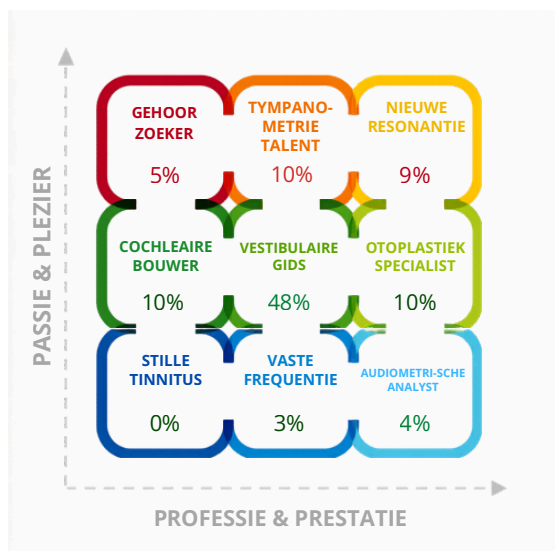 GEHOOR
ZOEKER
5%
TYMPANO-
METRIE
TALENT
10%
NIEUWE
RESONANTIE
9%
COCHLEAIRE
BOUWER
10%
VESTIBULAIRE
GIDS
48%
OTOPLASTIEK
SPECIALIST
10%
STILLE
TINNITUS
0%
VASTE
FREQUENTIE
3%
AUDIOMETRI-SCHE
ANALYST
4%
PASSIE & PLEZIER
PROFESSIE & PRESTATIE